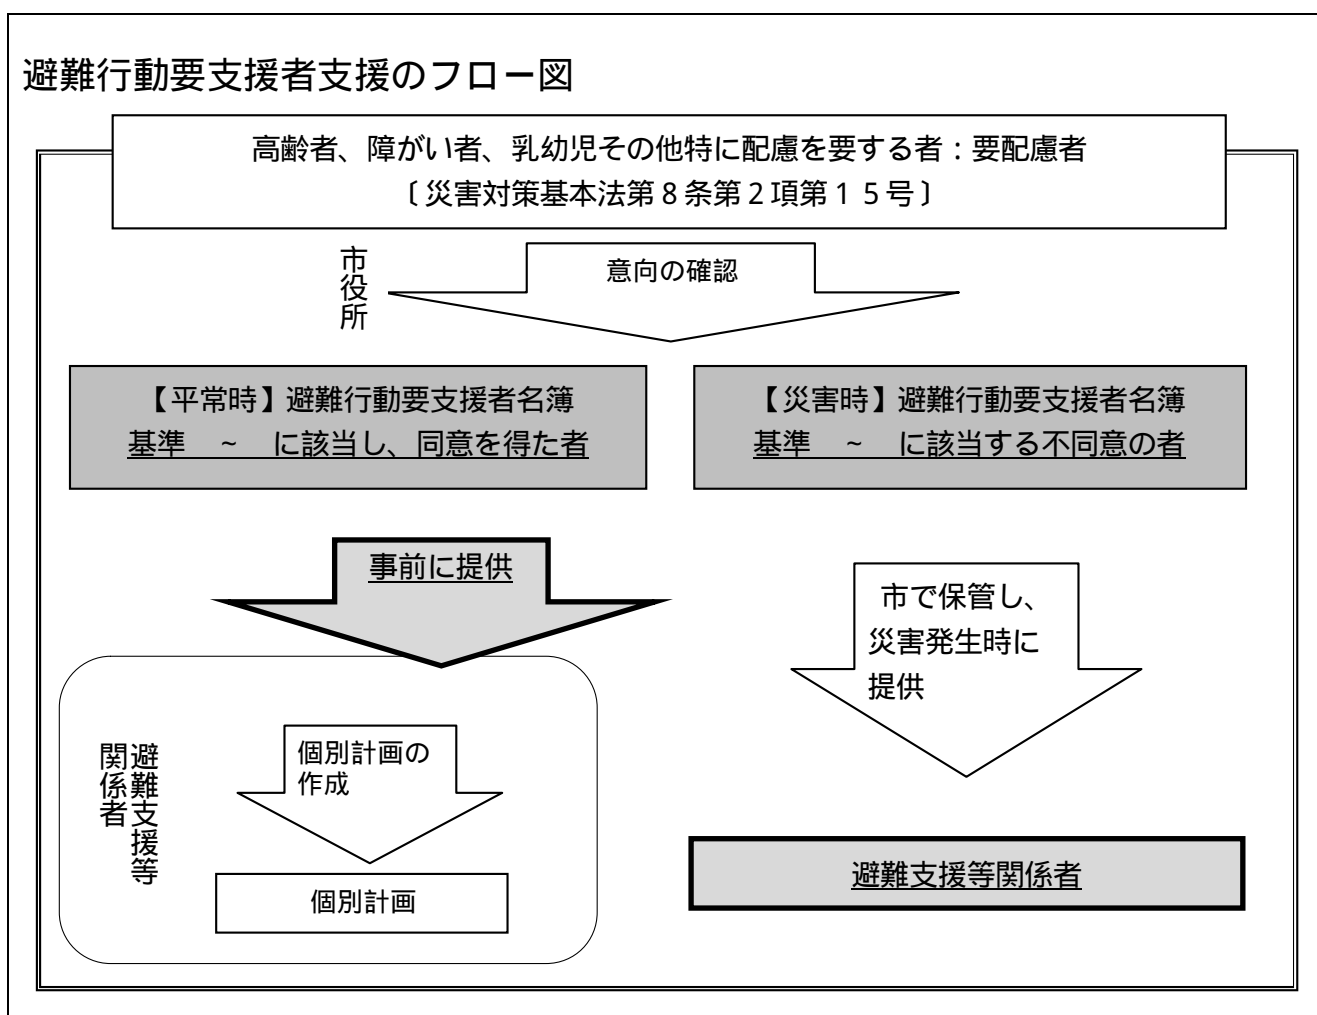 避難行動要支援者支援のフロー図
高齢者、障がい者、乳幼児その他特に配慮を要する者：要配慮者
〔災害対策基本法第８条第２項第１５号〕
市役所
意向の確認
【平常時】避難行動要支援者名簿
基準　～　に該当し、同意を得た者
【災害時】避難行動要支援者名簿
基準　～　に該当する不同意の者
事前に提供
市で保管し、
災害発生時に
提供
避難支援等
関係者
個別計画の
作成
個別計画
避難支援等関係者